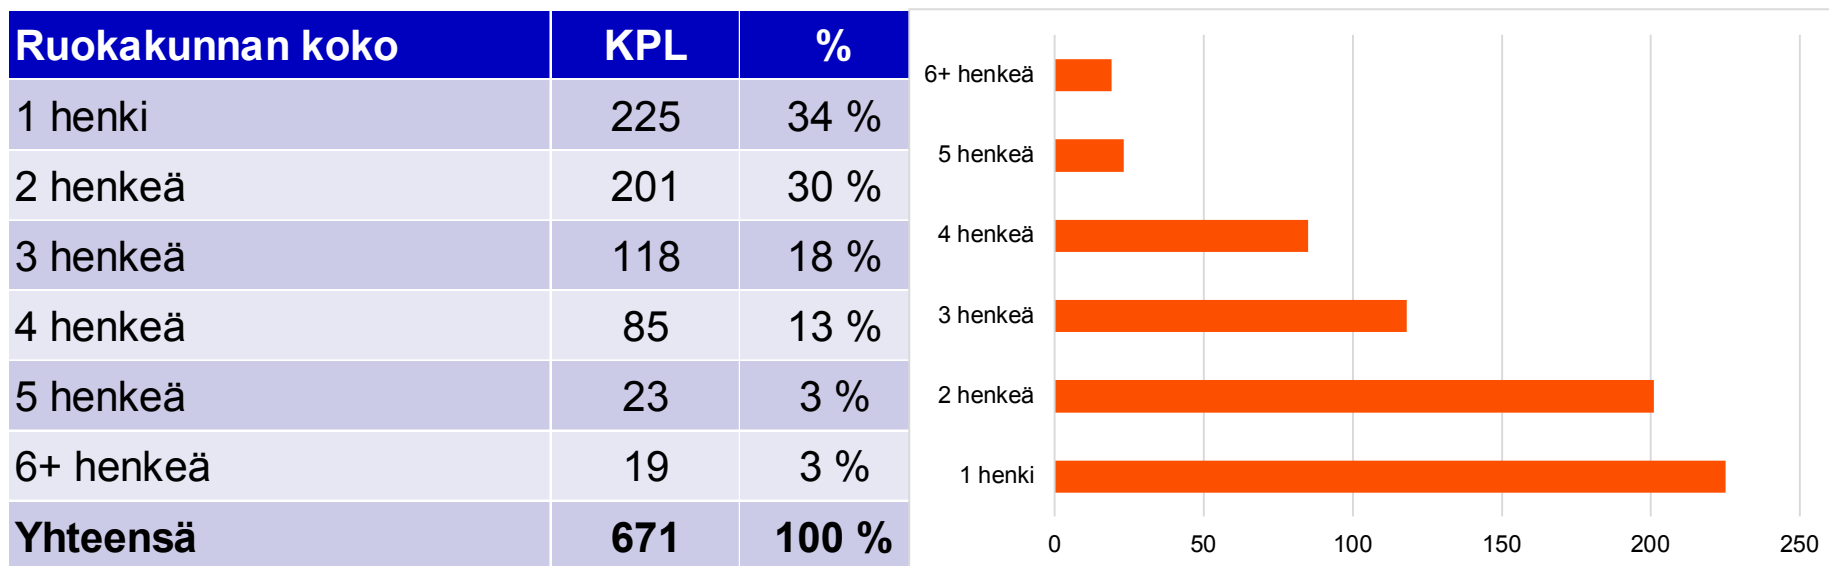 Ruokakunnan koko KPL %
1 henki 225 34 %
2 henkeä 201 30 %
3 henkeä 118 18 %
4 henkeä 85 13 %
5 henkeä 23 3 %
6+ henkeä 19 3 %
Yhteensä 671 100 %
6+ henkeä
5 henkeä
4 henkeä
3 henkeä
2 henkeä
1 henki
0 50 100 150 200 250